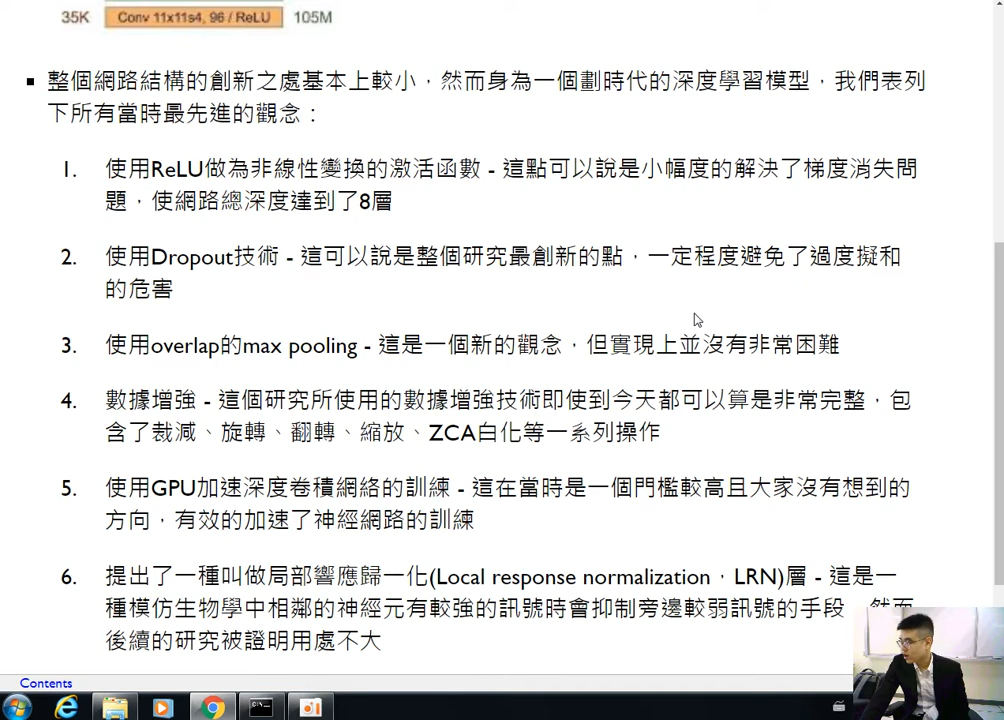 35K Conv 11x11s4, 96 / ReLU 105M
▪ 整個網路結構的創新之處基本上較小，然而身為一個劃時代的深度學習模型，我們表列
下所有當時最先進的觀念：
1. 使用ReLU做為非線性變換的激活函數 - 這點可以說是小幅度的解決了梯度消失問
題，使網路總深度達到了8層
2. 使用Dropout技術 - 這可以說是整個研究最創新的點，一定程度避免了過度擬和
的危害
3. 使用overlap的max pooling - 這是一個新的觀念，但實現上並沒有非常困難
4. 數據增強 - 這個研究所使用的數據增強技術即使到今天都可以算是非常完整，包
含了裁減、旋轉、翻轉、縮放、ZCA白化等一系列操作
5. 使用GPU加速深度卷積網絡的訓練 - 這在當時是一個門檻較高且大家沒有想到的
方向，有效的加速了神經網路的訓練
6. 提出了一種叫做局部響應歸一化(Local response normalization，LRN)層 - 這是一
種模仿生物學中相鄰的神經元有較強的訊號時會抑制旁邊較弱訊號的手段，然而
後續的研究被證明用處不大
Contents